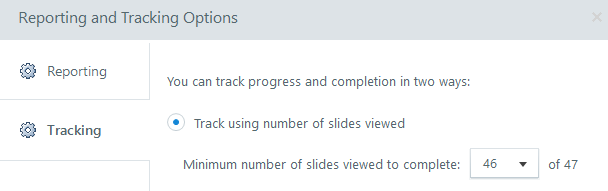 Reporting and Tracking Options
Reporting
You can track progress and completion in two ways:
Tracking
Track using number of slides viewed
Minimum number of slides viewed to complete: 46 of 47